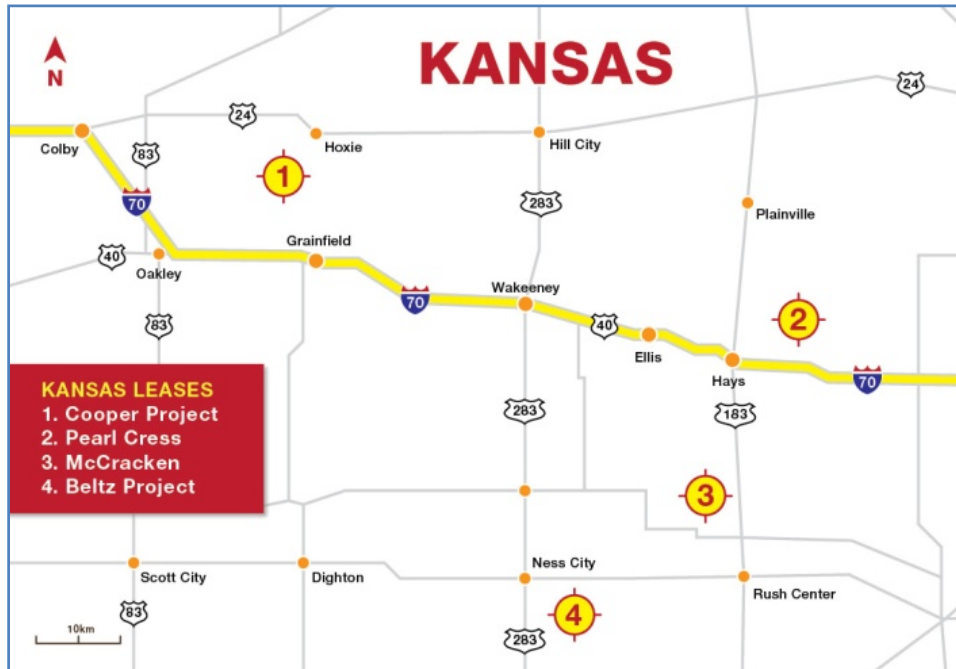 KANSAS
N
24
24
Colby
83
Hoxie
Hill City
1
70
283
Plainville
40
Oakley
Grainfield
70
Wakeeney
83
40
2
Ellis
Hays
70
KANSAS LEASES
1. Cooper Project
2. Pearl Cress
3. McCracken
4. Beltz Project
283
183
3
Scott City
Dighton
Ness City
Rush Center
83
4
10km
283